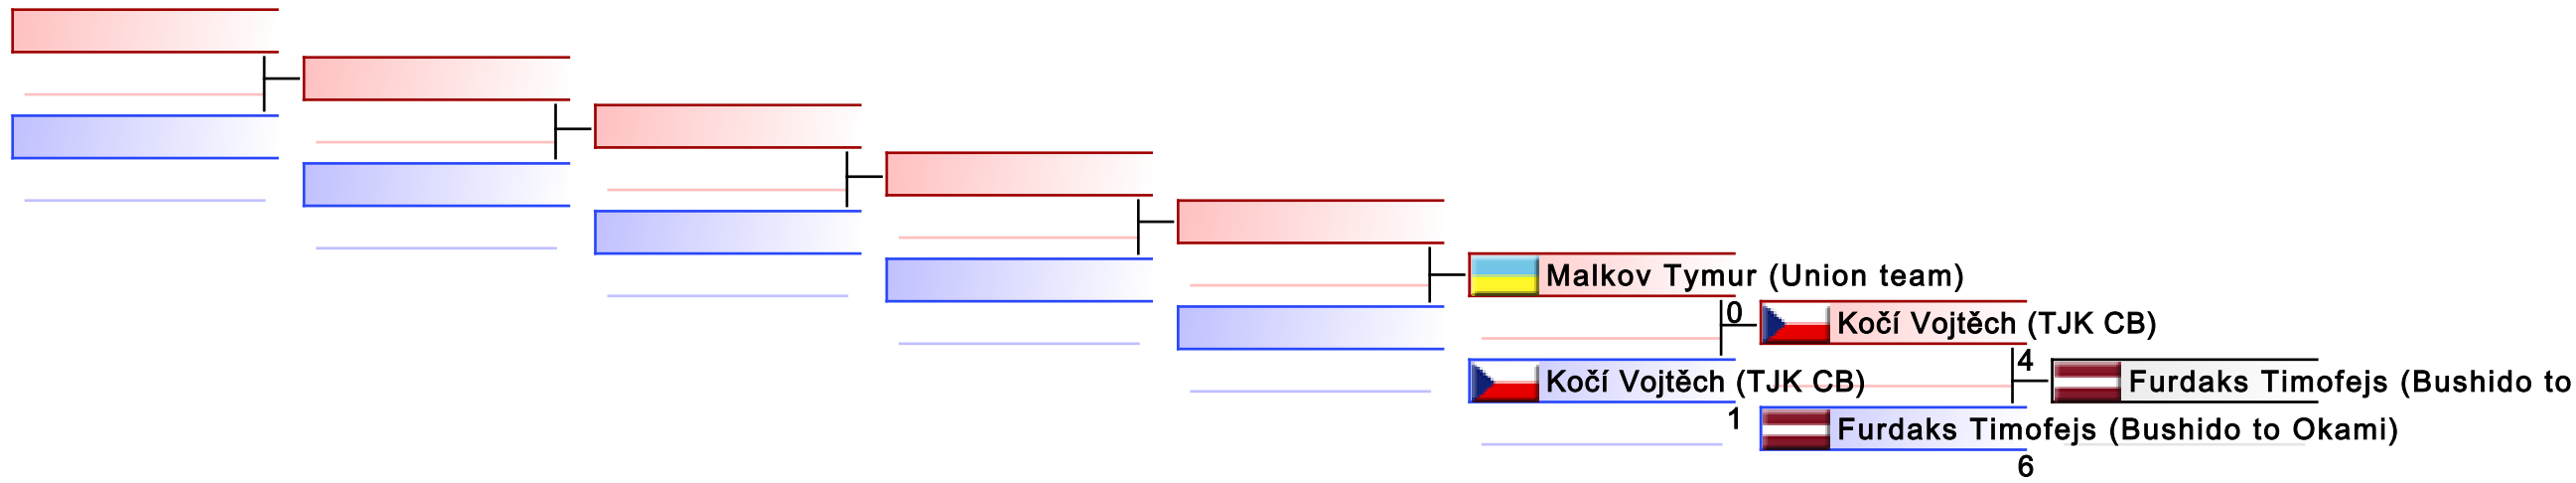 Malkov Tymur (Union team)
0
Kočí Vojtěch (TJK CB)
Kočí Vojtěch (TJK CB)
1
4
Furdaks Timofejs (Bushido to
Furdaks Timofejs (Bushido to Okami)
6